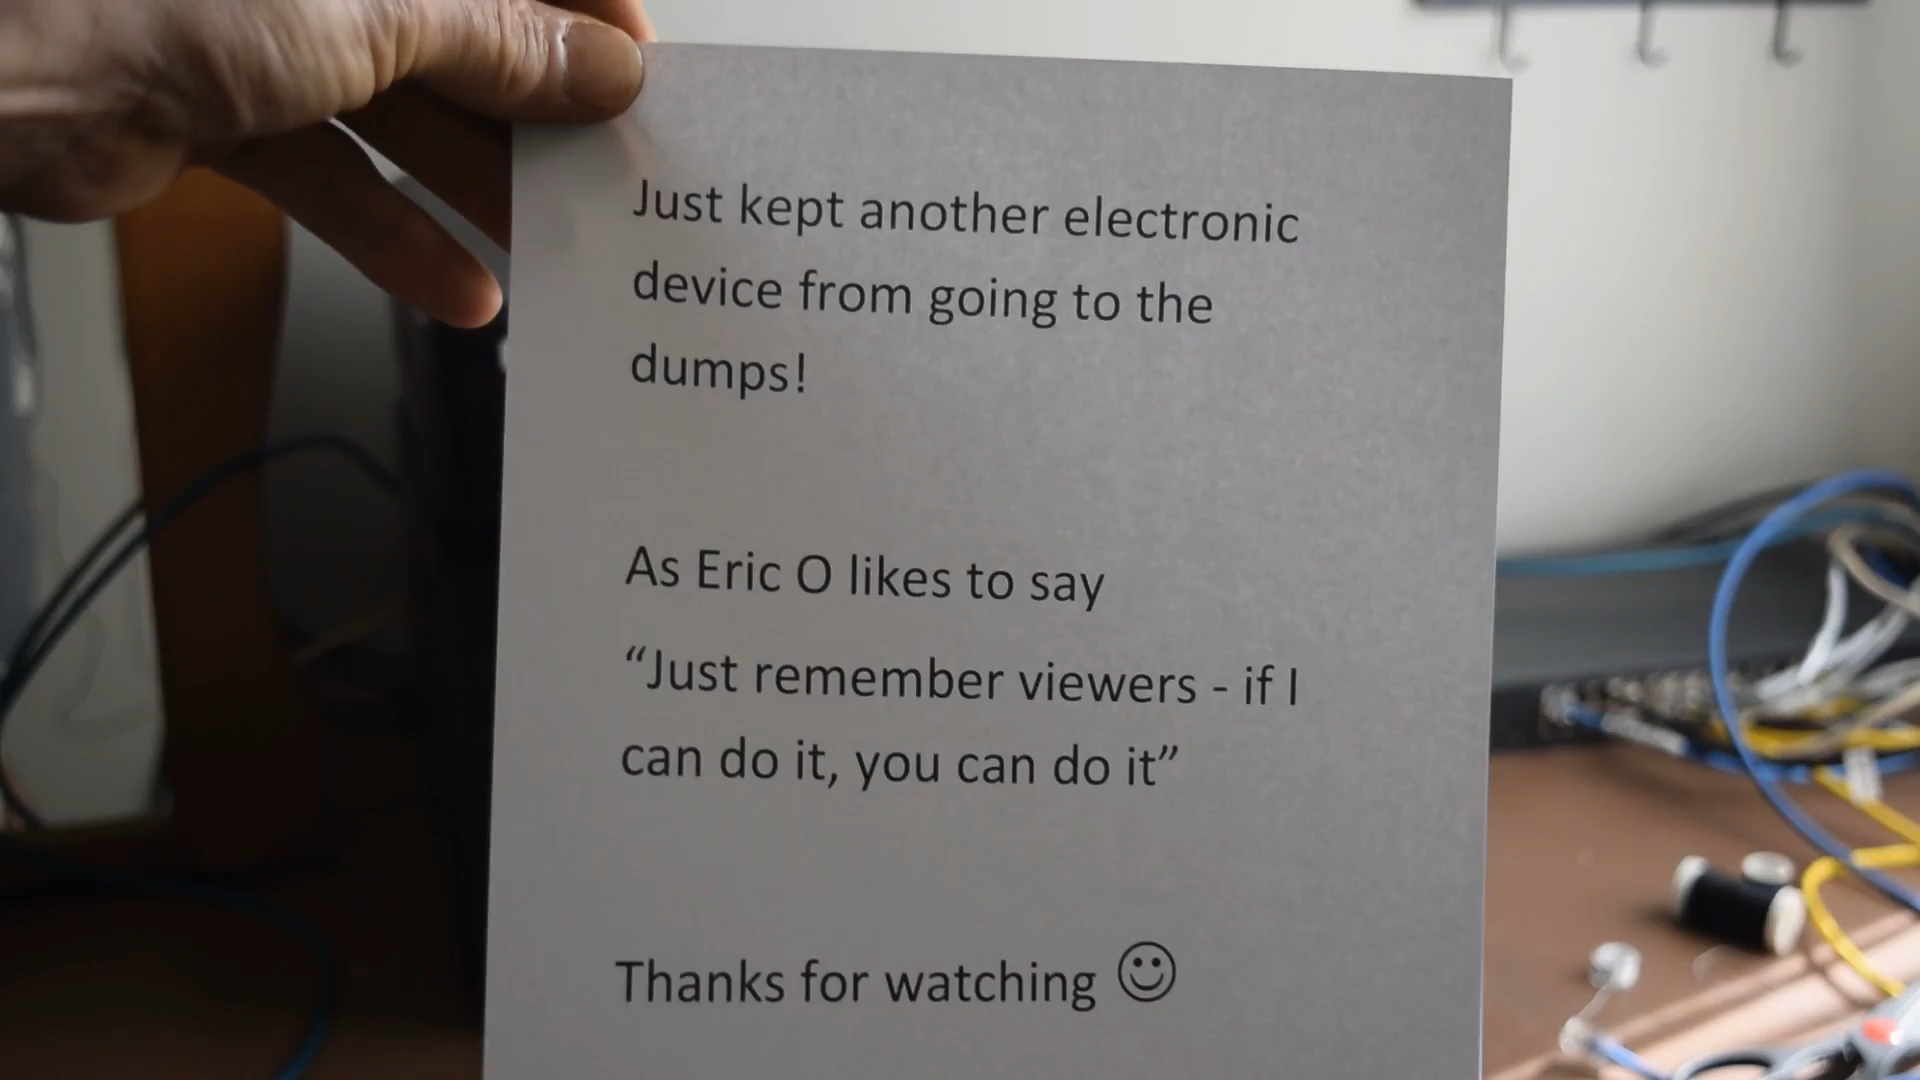 Just kept another electronic
device from going to the
dumps!
As Eric O likes to say
“Just remember viewers - if I
can do it, you can do it”
Thanks for watching ☺